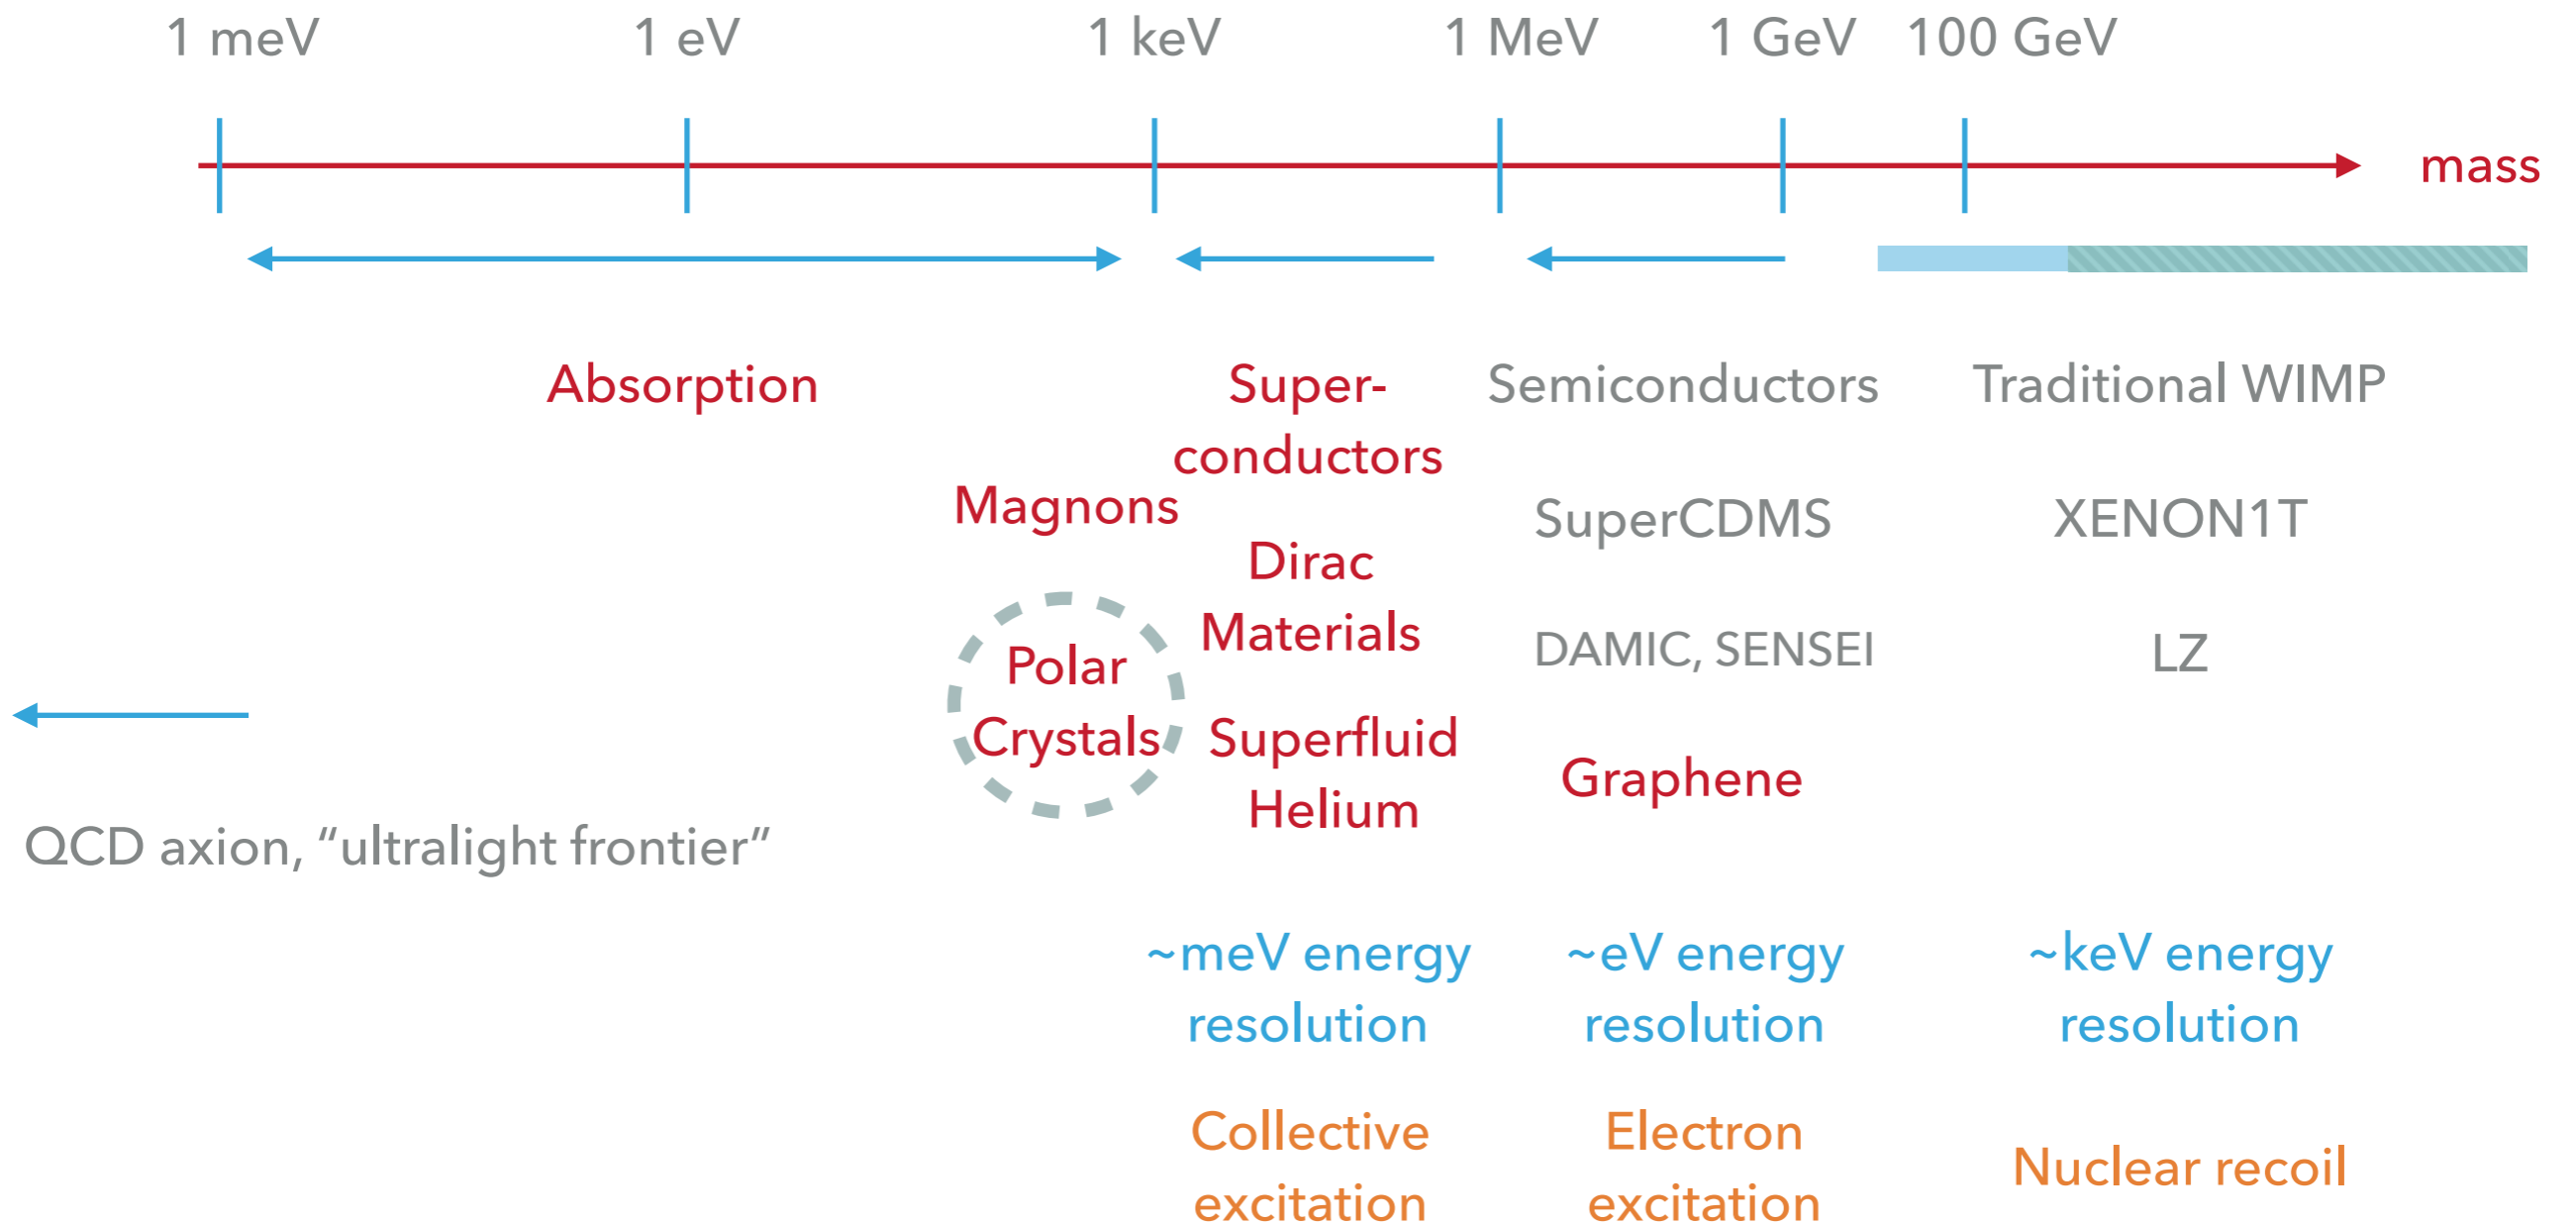 1 meV
1 eV
1 keV
1 MeV
1 GeV
100 GeV
mass
Absorption
Super-
conductors
Semiconductors
Traditional WIMP
Magnons
SuperCDMS
XENON1T
Dirac
Materials
DAMIC, SENSEI
LZ
Polar
Crystals
Superfluid
Helium
Graphene
QCD axion, “ultralight frontier”
~meV energy
resolution
~eV energy
resolution
~keV energy
resolution
Collective
excitation
Electron
excitation
Nuclear recoil